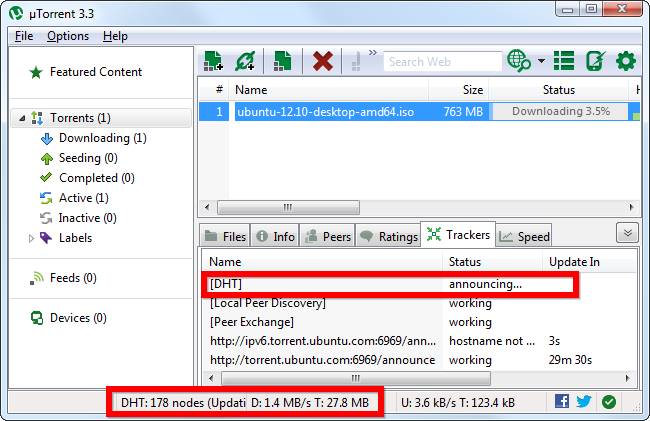 µTorrent 3.3
File Options Help
Featured Content
Torrents (1)
Downloading (1)
Seeding (0)
Completed (0)
Active (1)
Inactive (0)
Labels
Feeds (0)
Devices (0)
Search Web
# Name Size Status
1 ubuntu-12.10-desktop-amd64.iso 763 MB Downloading 3.5%
Files Info Peers Ratings Trackers Speed
Name Status Update In
[DHT] announcing...
[Local Peer Discovery] working
[Peer Exchange] working
http://ipv6.torrent.ubuntu.com:6969/ann... hostname not ... 3s
http://torrent.ubuntu.com:6969/announce working 29m 30s
DHT: 178 nodes (Updati D: 1.4 MB/s T: 27.8 MB U: 3.6 kB/s T: 123.4 kB